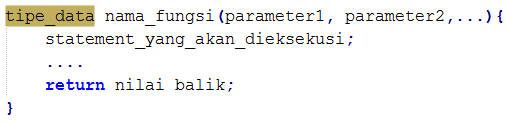 tipe_data nama_fungsi(parameter1, parameter2,...){
statement_yang_akan_dieksekusi;
....
return nilai balik;
}